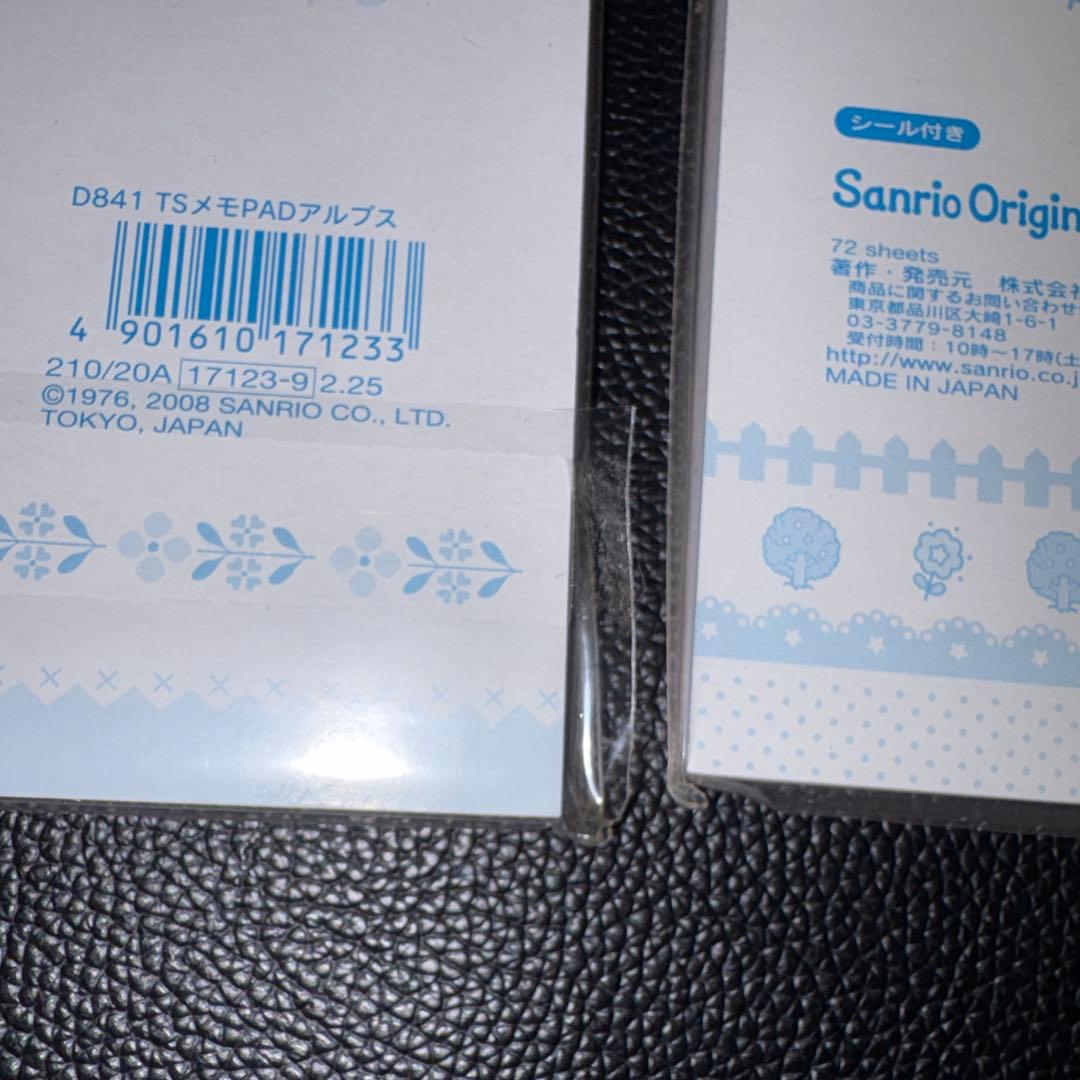 D841 TSメモPADアルプス
4 901610 171233
210/20A 17123-9 2.25
©1976, 2008 SANRIO CO., LTD.
TOKYO, JAPAN
シール付き
Sanrio Origin
72 sheets
著作・発売元 株式会社
商品に関するお問い合わせ
東京都品川区大崎1-6-1
03-3779-8148
受付時間：10時～17時(土
http://www.sanrio.co.j
MADE IN JAPAN